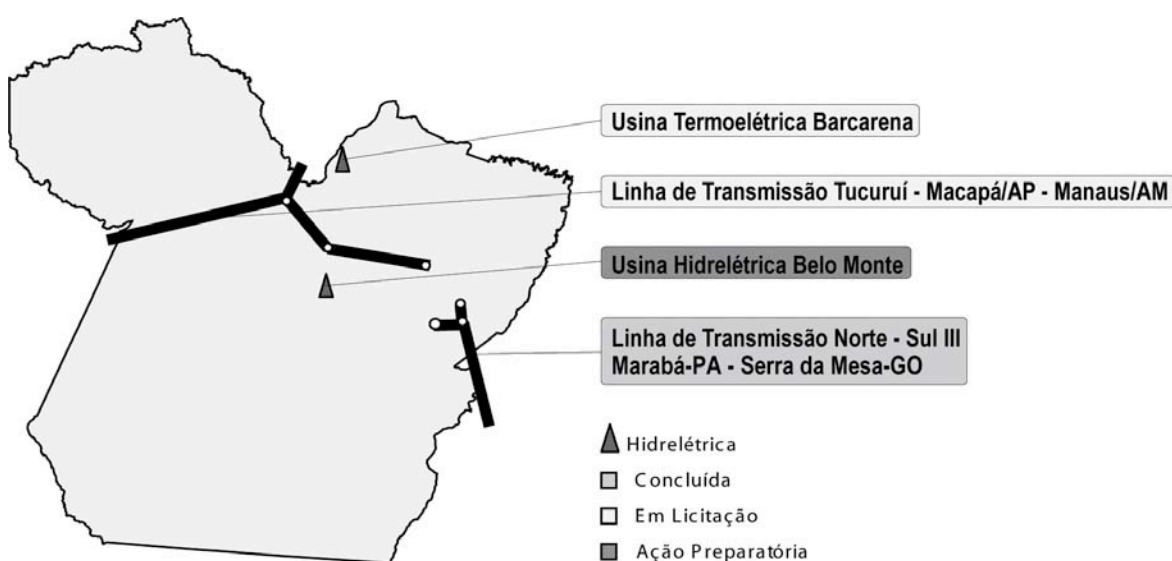 Usina Termoelétrica Barcarena
Linha de Transmissão Tucuruí - Macapá/AP - Manaus/AM
Usina Hidrelétrica Belo Monte
Linha de Transmissão Norte - Sul III
Marabá-PA - Serra da Mesa-GO
Hidrelétrica
Concluída
Em Licitação
Ação Preparatória